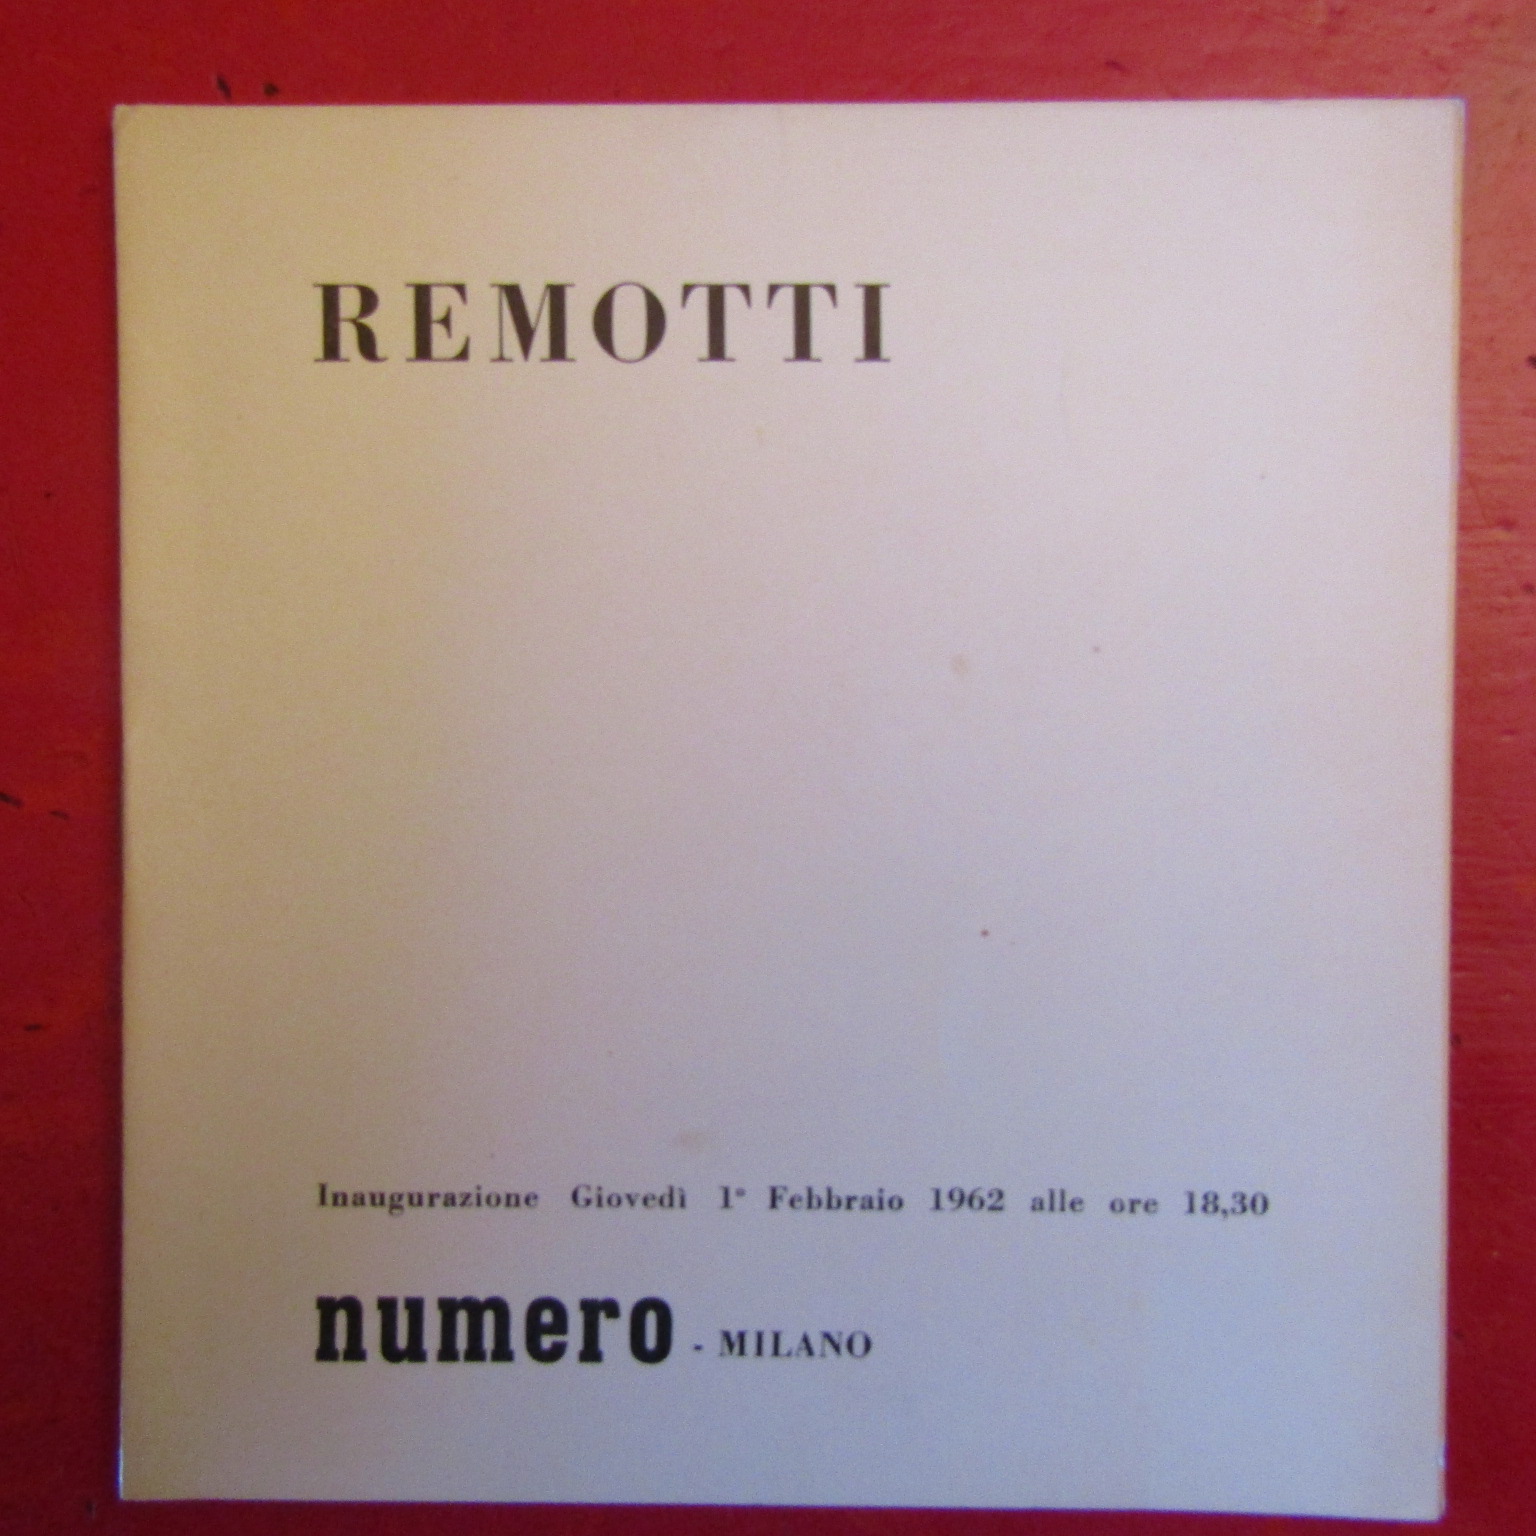 REMOTTI
Inaugurazione Giovedì 1° Febbraio 1962 alle ore 18,30
numero - MILANO